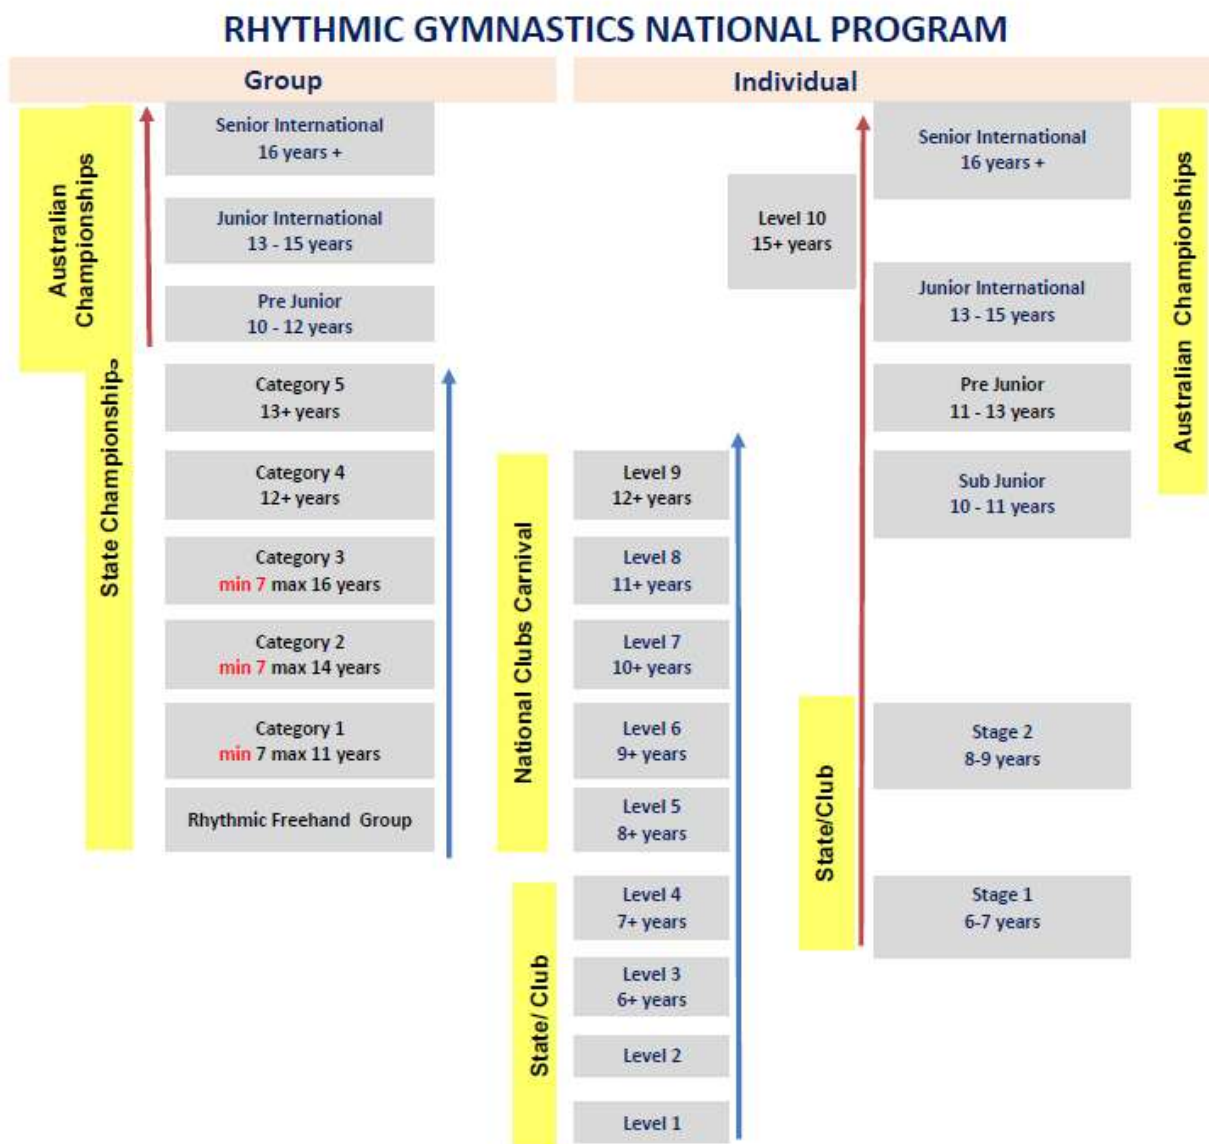 RHYTHMIC GYMNASTICS NATIONAL PROGRAM
Group
Individual
Australian
Championships
State Championships
Senior International
16 years +
Junior International
13 - 15 years
Pre Junior
10 - 12 years
Category 5
13+ years
Category 4
12+ years
Category 3
min 7 max 16 years
Category 2
min 7 max 14 years
Category 1
min 7 max 11 years
Rhythmic Freehand Group
National Clubs Carnival
State/ Club
Level 10
15+ years
Level 9
12+ years
Level 8
11+ years
Level 7
10+ years
Level 6
9+ years
Level 5
8+ years
Level 4
7+ years
Level 3
6+ years
Level 2
Level 1
State/Club
Senior International
16 years +
Junior International
13 - 15 years
Pre Junior
11 - 13 years
Sub Junior
10 - 11 years
Stage 2
8-9 years
Stage 1
6-7 years
Australian Championships